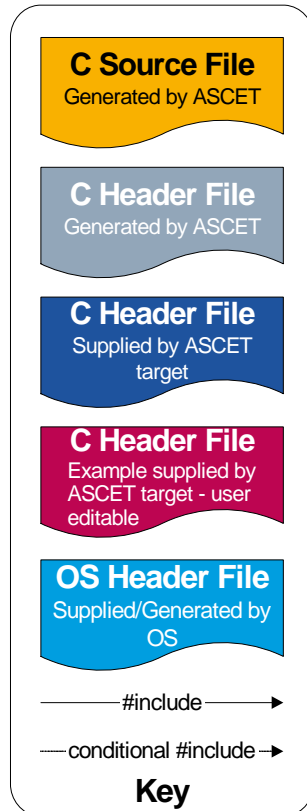 C Source File
Generated by ASCET
C Header File
Generated by ASCET
C Header File
Supplied by ASCET
target
C Header File
Example supplied by
ASCET target - user
editable
OS Header File
Supplied/Generated by
OS
#include
conditional #include
Key